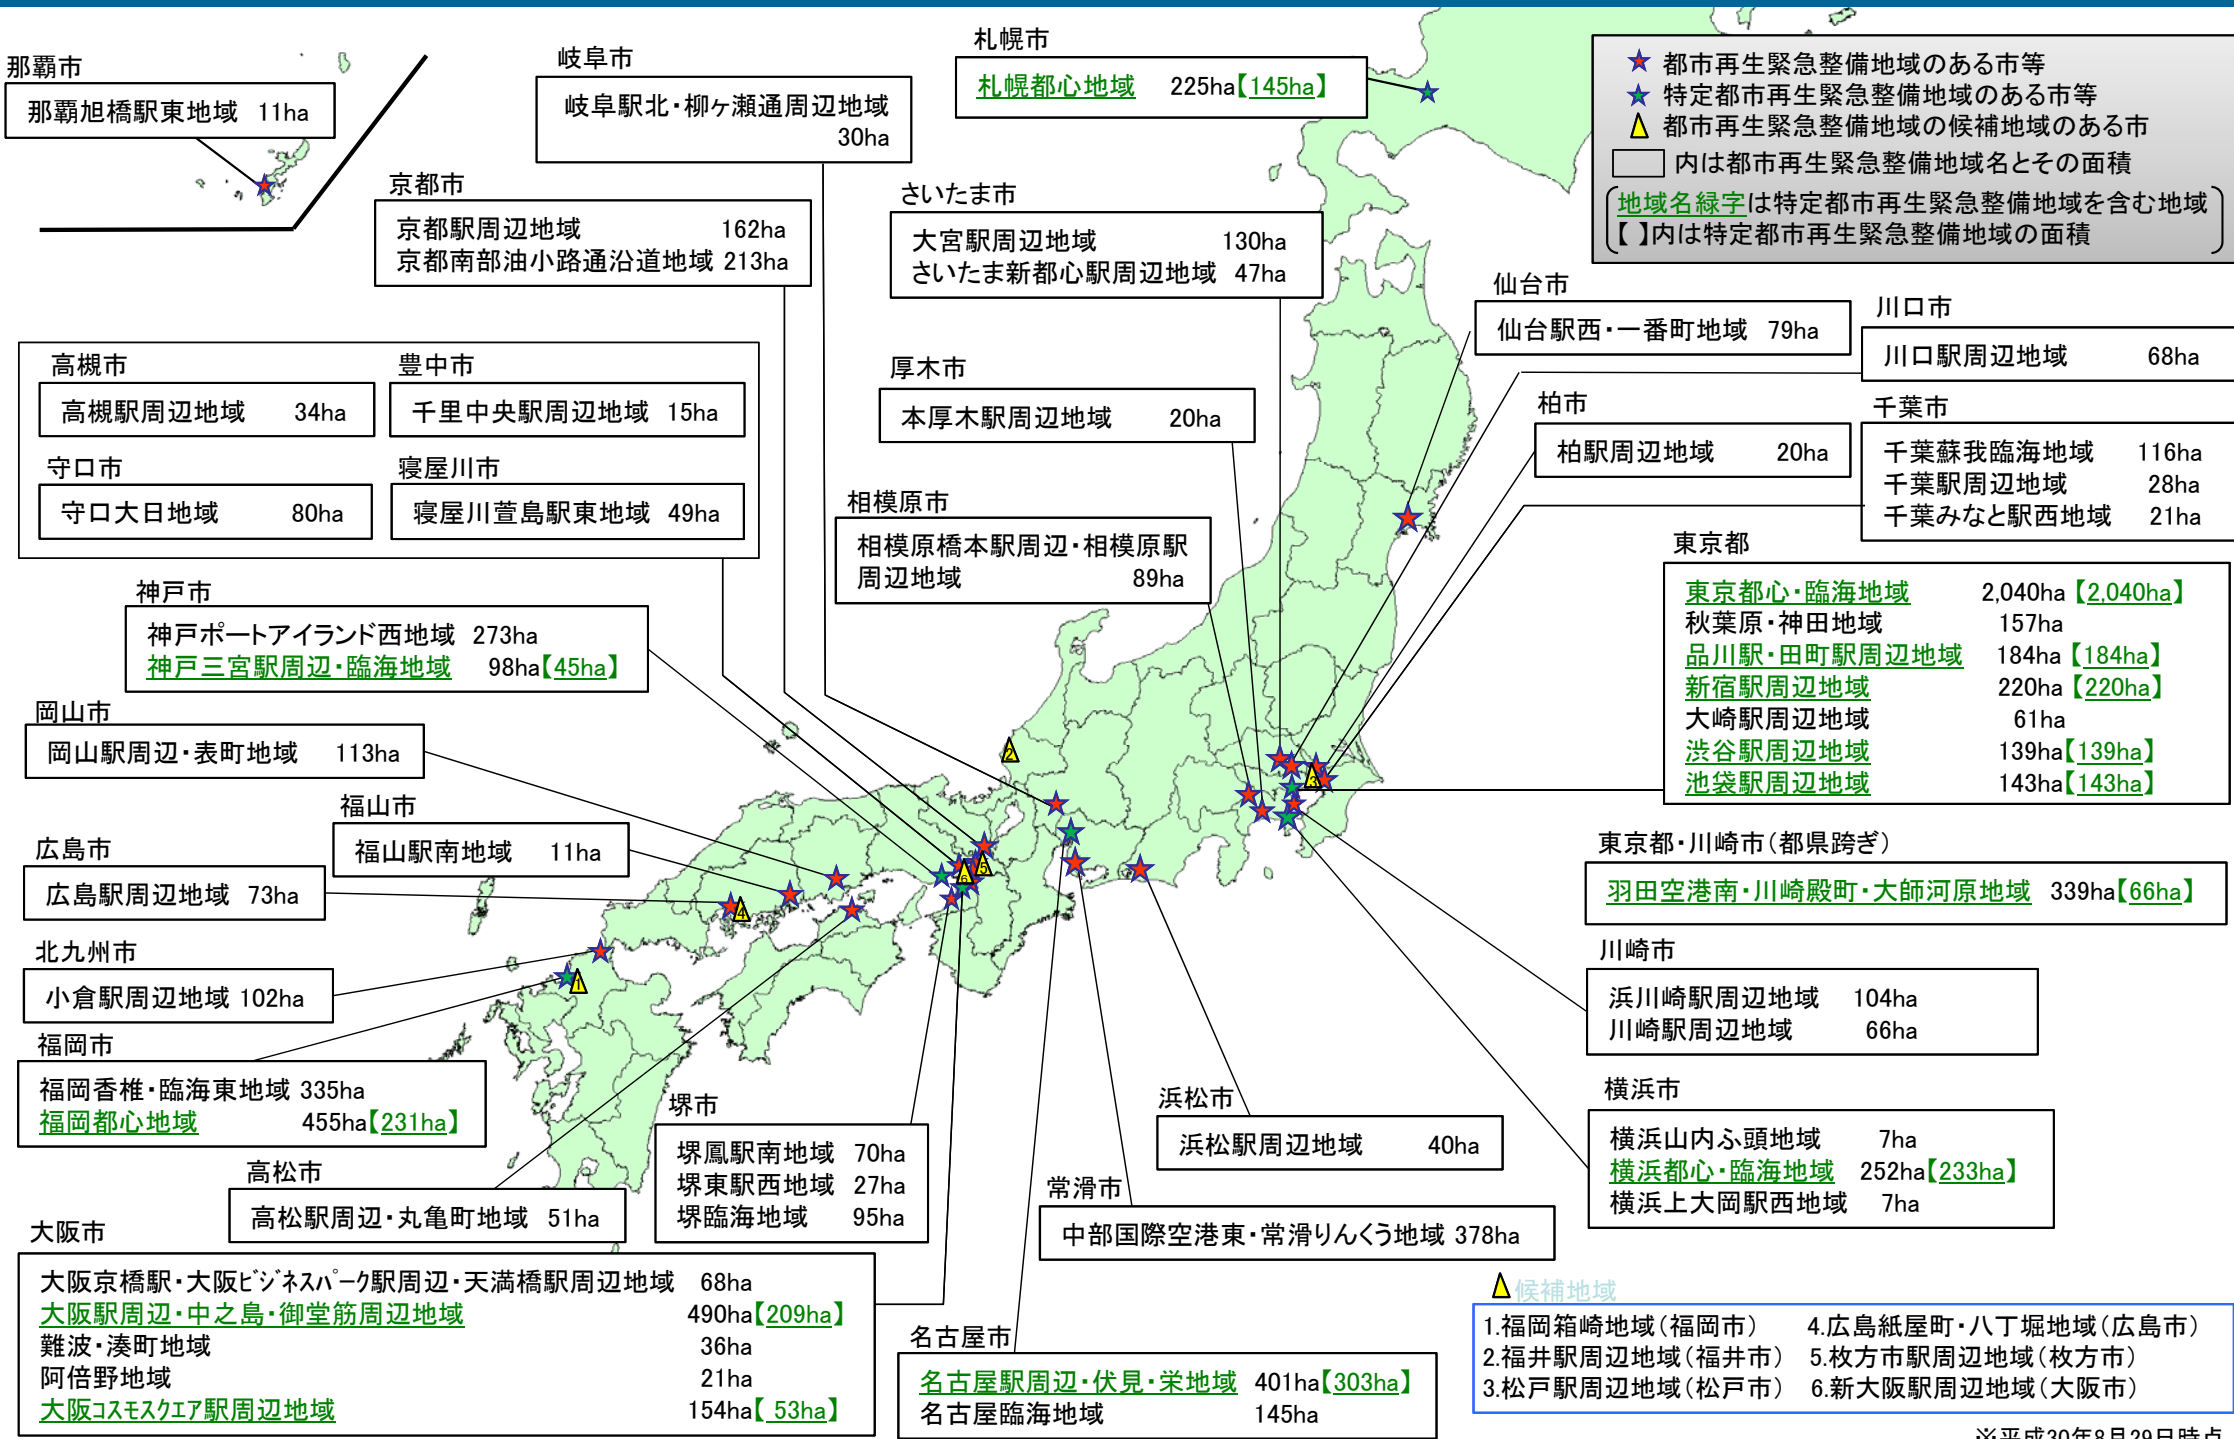 那覇市
那覇旭橋駅東地域 11ha
岐阜市
岐阜駅北・柳ヶ瀬通周辺地域
30ha
札幌市
札幌都心地域 225ha【145ha】
都市再生緊急整備地域のある市等
特定都市再生緊急整備地域のある市等
都市再生緊急整備地域の候補地域のある市
内は都市再生緊急整備地域名とその面積
地域名緑字は特定都市再生緊急整備地域を含む地域
【 】内は特定都市再生緊急整備地域の面積
京都市
京都駅周辺地域 162ha
京都南部油小路通沿道地域 213ha
さいたま市
大宮駅周辺地域 130ha
さいたま新都心駅周辺地域 47ha
仙台市
仙台駅西・一番町地域 79ha
川口市
川口駅周辺地域 68ha
高槻市
高槻駅周辺地域 34ha
豊中市
千里中央駅周辺地域 15ha
守口市
守口大日地域 80ha
寝屋川市
寝屋川萱島駅東地域 49ha
厚木市
本厚木駅周辺地域 20ha
柏市
柏駅周辺地域 20ha
千葉市
千葉蘇我臨海地域 116ha
千葉駅周辺地域 28ha
千葉みなと駅西地域 21ha
相模原市
相模原橋本駅周辺・相模原駅
周辺地域 89ha
東京都
東京都心・臨海地域 2,040ha【2,040ha】
秋葉原・神田地域 157ha
品川駅・田町駅周辺地域 184ha【184ha】
新宿駅周辺地域 220ha【220ha】
大崎駅周辺地域 61ha
渋谷駅周辺地域 139ha【139ha】
池袋駅周辺地域 143ha【143ha】
神戸市
神戸ポートアイランド西地域 273ha
神戸三宮駅周辺・臨海地域 98ha【45ha】
岡山市
岡山駅周辺・表町地域 113ha
福山市
福山駅南地域 11ha
広島市
広島駅周辺地域 73ha
北九州市
小倉駅周辺地域 102ha
福岡市
福岡香椎・臨海東地域 335ha
福岡都心地域 455ha【231ha】
高松市
高松駅周辺・丸亀町地域 51ha
2
3
5
6
4
1
東京都・川崎市（都県跨ぎ）
羽田空港南・川崎殿町・大師河原地域 339ha【66ha】
川崎市
浜川崎駅周辺地域 104ha
川崎駅周辺地域 66ha
横浜市
横浜山内ふ頭地域 7ha
横浜都心・臨海地域 252ha【233ha】
横浜上大岡駅西地域 7ha
堺市
堺鳳駅南地域 70ha
堺東駅西地域 27ha
堺臨海地域 95ha
浜松市
浜松駅周辺地域 40ha
常滑市
中部国際空港東・常滑りんくう地域 378ha
大阪市
大阪京橋駅・大阪ﾋﾞｼﾞﾈｽﾊﾟｰｸ駅周辺・天満橋駅周辺地域 68ha
大阪駅周辺・中之島・御堂筋周辺地域 490ha【209ha】
難波・湊町地域 36ha
阿倍野地域 21ha
大阪ｺｽﾓｽｸｴｱ駅周辺地域 154ha【 53ha】
名古屋市
名古屋駅周辺・伏見・栄地域 401ha【303ha】
名古屋臨海地域 145ha
候補地域
1.福岡箱崎地域（福岡市） 4.広島紙屋町・八丁堀地域（広島市）
2.福井駅周辺地域（福井市） 5.枚方市駅周辺地域（枚方市）
3.松戸駅周辺地域（松戸市） 6.新大阪駅周辺地域（大阪市）
※平成30年8月29日時点